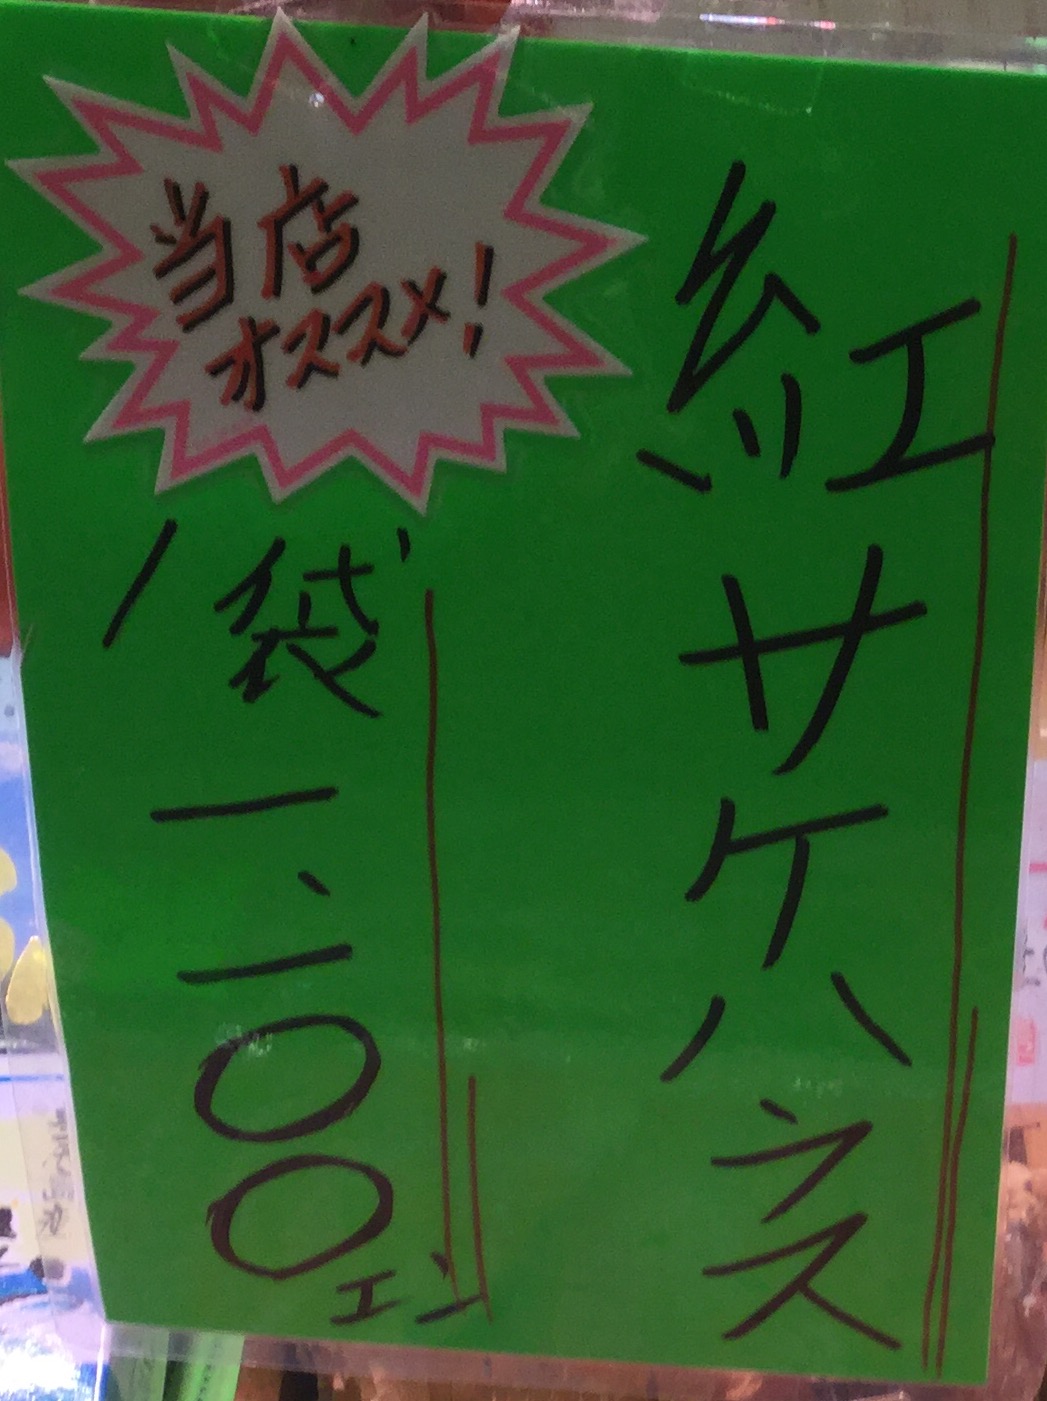 当店
オススメ!
紅サケハラス
1袋
一、一〇〇エン